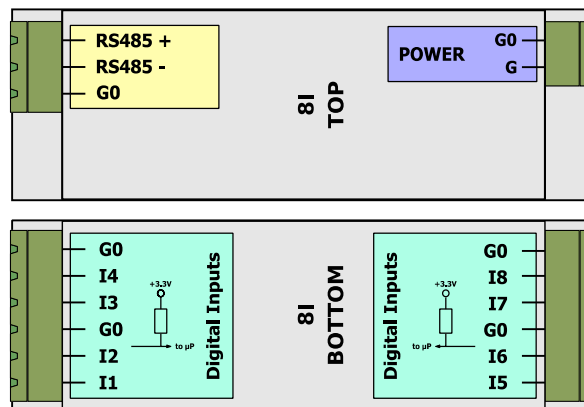 RS485 +
RS485 -
G0
8I
TOP
POWER
G0
G
G0
I4
I3
G0
I2
I1
+3.3V
to µP
Digital Inputs
8I
BOTTOM
+3.3V
to µP
Digital Inputs
G0
I8
I7
G0
I6
I5